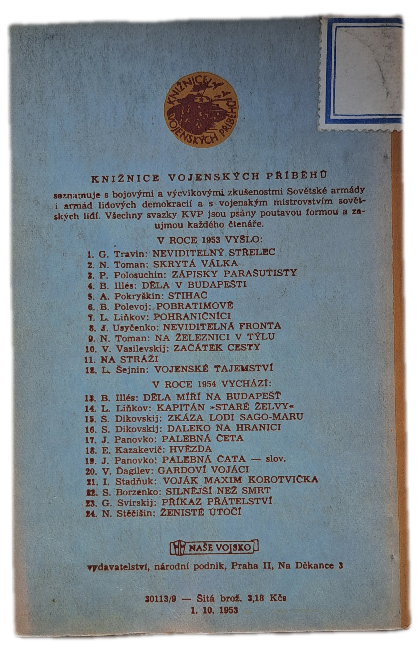 KNIŽNICE VOJENSKÝCH PŘÍBĚHŮ
KNIŽNICE VOJENSKÝCH PŘÍBĚHŮ
seznamuje s bojovými a výcvikovými zkušenostmi Sovětské armády
i armád lidových demokracií a s vojenským mistrovstvím sovět-
ských lidí. Všechny svazky KVP jsou psány poutavou formou a za-
ujmou každého čtenáře.
V ROCE 1953 VYŠLO:
1. G. Travin: NEVIDITELNÝ STŘELEC
2. N. Toman: SKRYTÁ VÁLKA
3. P. Polosuchin: ZÁPISKY PARAŠUTISTY
4. B. Illés: DĚLA V BUDAPEŠTI
5. A. Pokryškin: STIHAČ
6. B. Polevoj: POBRATIMOVÉ
7. L. Liňkov: POHRANIČNÍCI
8. J. Usyčenko: NEVIDITELNÁ FRONTA
9. N. Toman: NA ŽELEZNICI V TÝLU
10. V. Vasilevskij: ZAČÁTEK CESTY
11. NA STRÁŽI
12. L. Šejnin: VOJENSKÉ TAJEMSTVÍ
V ROCE 1954 VYCHÁZÍ:
13. B. Illés: DĚLA MÍŘÍ NA BUDAPEŠŤ
14. L. Liňkov: KAPITÁN »STARÉ ŽELVY«
15. S. Dikovskij: ZKÁZA LODI SAGO-MARU
16. S. Dikovskij: DALEKO NA HRANICI
17. J. Panovko: PALEBNÁ ČETA
18. E. Kazakevič: HVĚZDA
19. J. Panovko: PALEBNÁ ČATA — slov.
20. V. Dagilev: GARDOVÍ VOJÁCI
21. I. Stadňuk: VOJÁK MAXIM KOROTVIČKA
22. S. Borzenko: SILNĚJŠÍ NEŽ SMRT
23. G. Svirskij: PŘÍKAZ PŘÁTELSTVÍ
24. N. Stěčišin: ŽENISTÉ ÚTOČÍ
NAŠE VOJSKO
vydavatelství, národní podnik, Praha II, Na Děkance 3
30113/9 — Šitá brož. 3,18 Kčs
1. 10. 1953